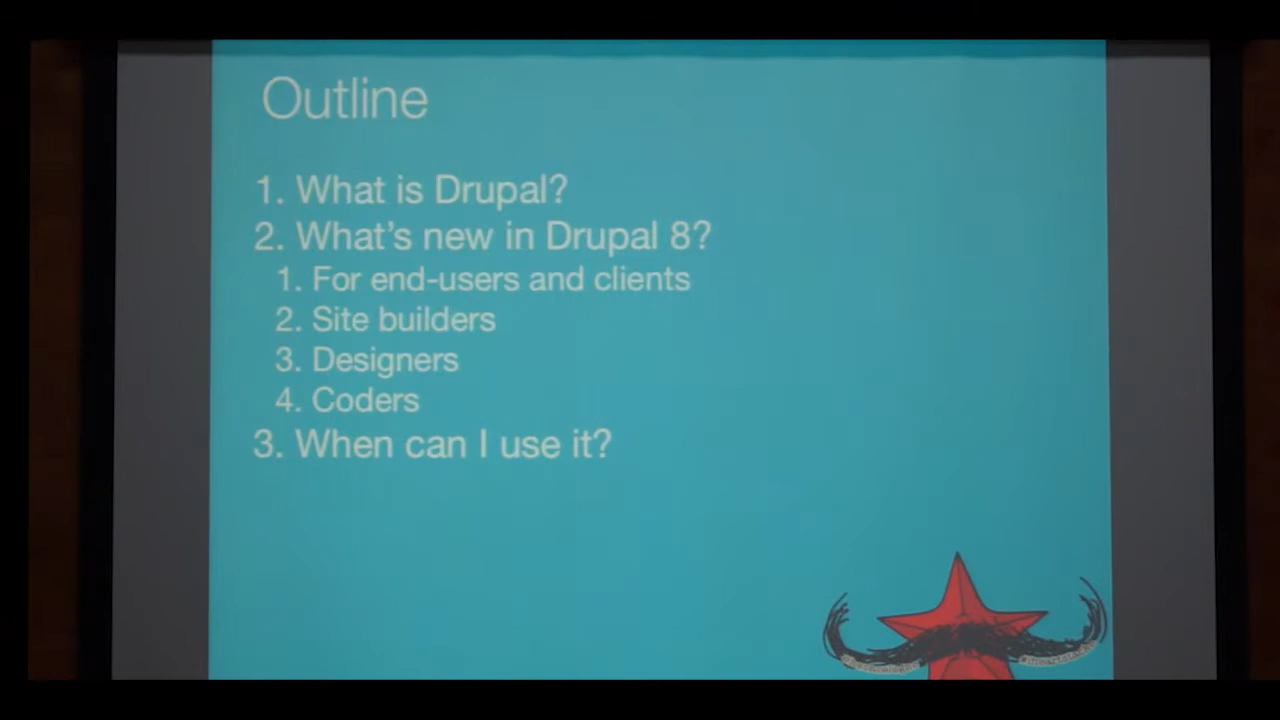 Outline
1. What is Drupal?
2. What's new in Drupal 8?
1. For end-users and clients
2. Site builders
3. Designers
4. Coders
3. When can I use it?